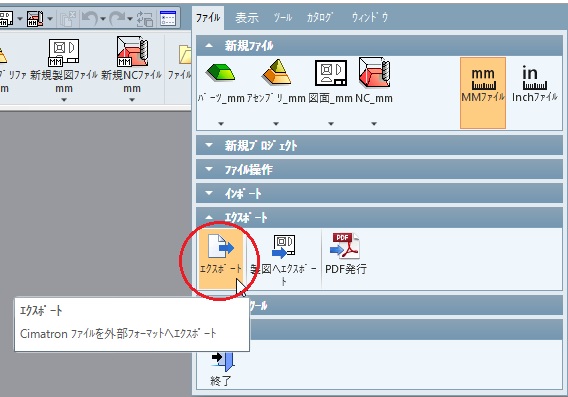 ファイル 表示 ツール カタログ ウィンドウ
新規ファイル
新規製図ファイル 新規NCファイル ファイル
mm mm mm
パーツ_mm アセンブリ_mm 図面_mm NC_mm
mm in
MMファイル Inchファイル
新規プロジェクト
ファイル操作
インポート
エクスポート
エクスポート 製図へエクスポート PDF発行
PDF
エクスポート
Cimatron ファイルを外部フォーマットへエクスポート
ール
終了